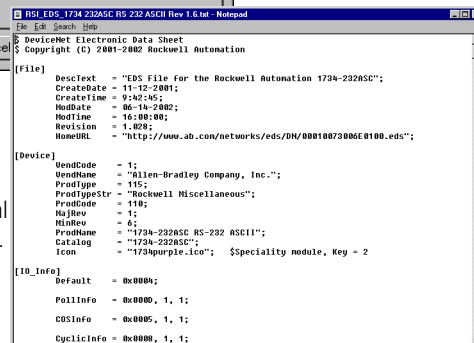 RSI_EDS_1734 232ASC RS 232 ASCII Rev 1.6.txt - Notepad
File Edit Search Help
$ DeviceNet Electronic Data Sheet
$ Copyright (C) 2001-2002 Rockwell Automation
[File]
DescText = "EDS File for the Rockwell Automation 1734-232ASC";
CreateDate = 11-12-2001;
CreateTime = 9:42:45;
ModDate = 06-14-2002;
ModTime = 16:00:00;
Revision = 1.028;
HomeURL = "http://www.ab.com/networks/eds/DN/00010073006E0100.eds";
[Device]
VendCode = 1;
VendName = "Allen-Bradley Company, Inc.";
ProdType = 115;
ProdTypeStr = "Rockwell Miscellaneous";
ProdCode = 110;
MajRev = 1;
MinRev = 6;
ProdName = "1734-232ASC RS-232 ASCII";
Catalog = "1734-232ASC";
Icon = "1734purple.ico"; $Speciality module, Key = 2
[IO_Info]
Default = 0x0004;
PollInfo = 0x000D, 1, 1;
COSInfo = 0x0005, 1, 1;
CyclicInfo = 0x0008, 1, 1;